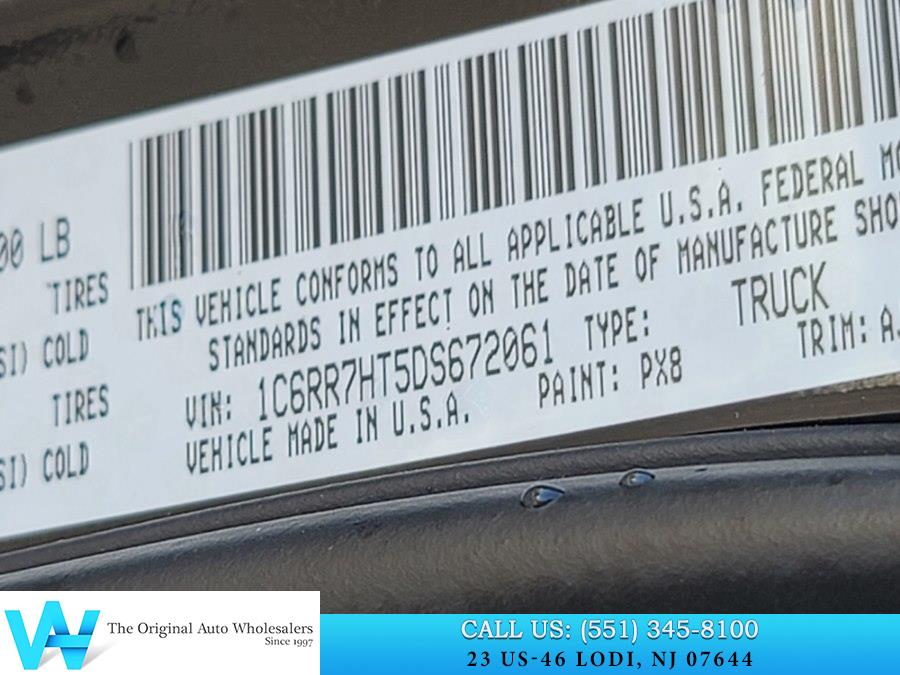 00 LB
TIRES
SI) COLD
TIRES
SI) COLD
THIS VEHICLE CONFORMS TO ALL APPLICABLE U.S.A. FEDERAL MO
STANDARDS IN EFFECT ON THE DATE OF MANUFACTURE SHO
VIN: 1C6RR7HT5DS672061 TYPE: TRUCK
VEHICLE MADE IN U.S.A. PAINT: PX8 TRIM: A
The Original Auto Wholesalers
Since 1997
CALL US: (551) 345-8100
23 US-46 LODI, NJ 07644